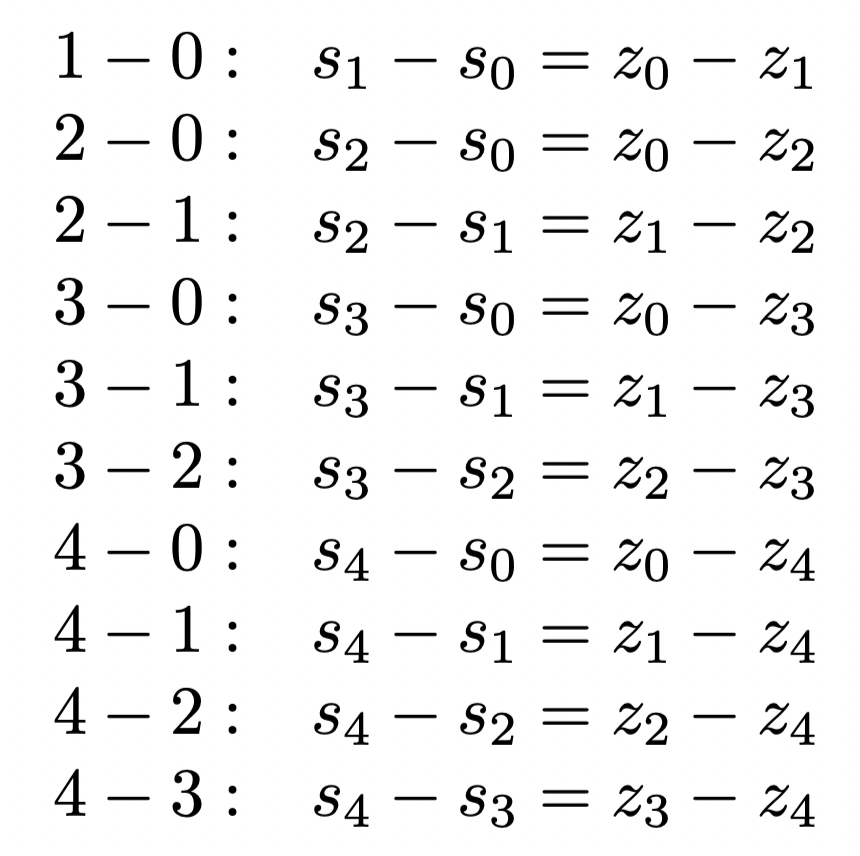 1 − 0 : s₁ − s₀ = z₀ − z₁
2 − 0 : s₂ − s₀ = z₀ − z₂
2 − 1 : s₂ − s₁ = z₁ − z₂
3 − 0 : s₃ − s₀ = z₀ − z₃
3 − 1 : s₃ − s₁ = z₁ − z₃
3 − 2 : s₃ − s₂ = z₂ − z₃
4 − 0 : s₄ − s₀ = z₀ − z₄
4 − 1 : s₄ − s₁ = z₁ − z₄
4 − 2 : s₄ − s₂ = z₂ − z₄
4 − 3 : s₄ − s₃ = z₃ − z₄